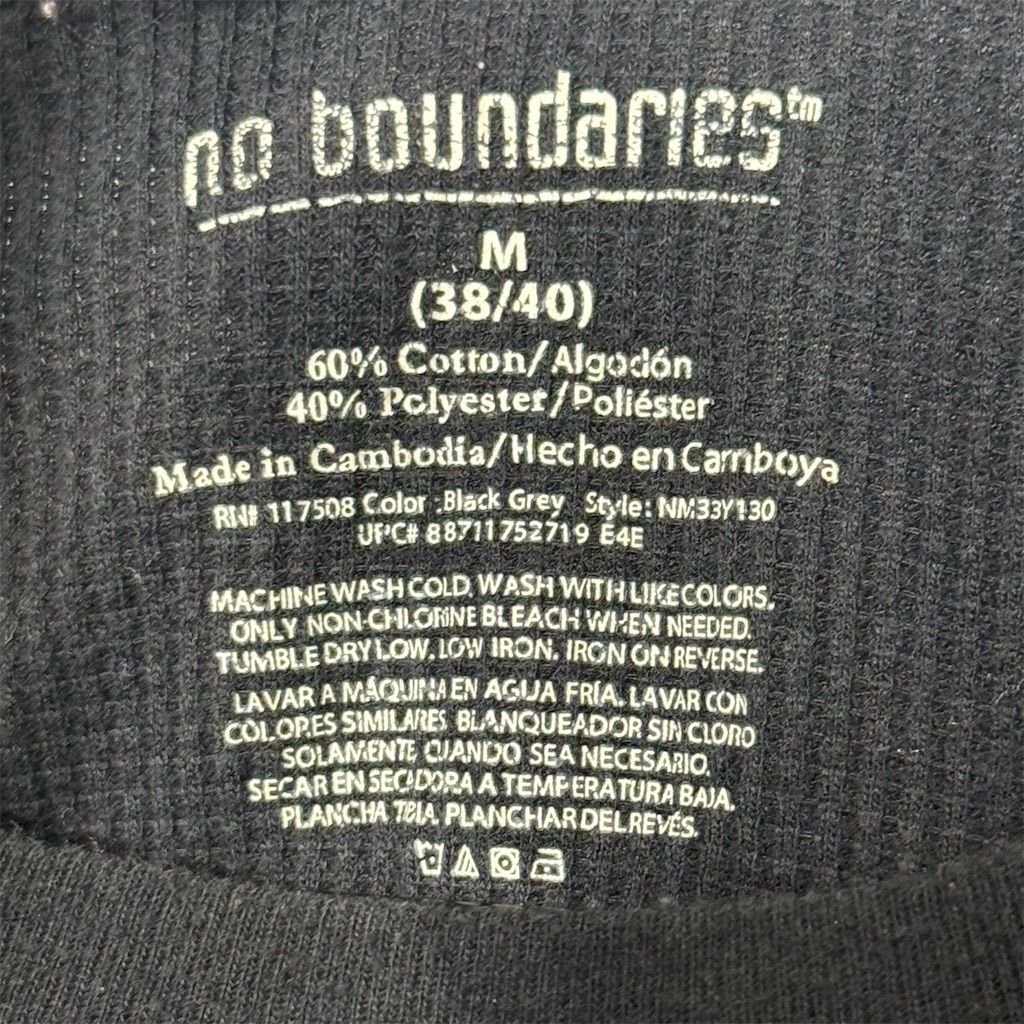 no boundaries™
M
(38/40)
60% Cotton/Algodón
40% Polyester/Poliéster
Made in Cambodia/Hecho en Camboya
RN# 117508 Color :Black Grey Style: NM33Y130
UPC# 88711752719 E4E
MACHINE WASH COLD, WASH WITH LIKE COLORS.
ONLY NON-CHLORINE BLEACH WHEN NEEDED.
TUMBLE DRY LOW. LOW IRON. IRON ON REVERSE.
LAVAR A MÁQUINA EN AGUA FRÍA. LAVAR CON
COLORES SIMILARES. BLANQUEADOR SIN CLORO
SOLAMENTE CUANDO SEA NECESARIO.
SECAR EN SECADORA A TEMPERATURA BAJA.
PLANCHA TIBIA. PLANCHAR DEL REVÉS.